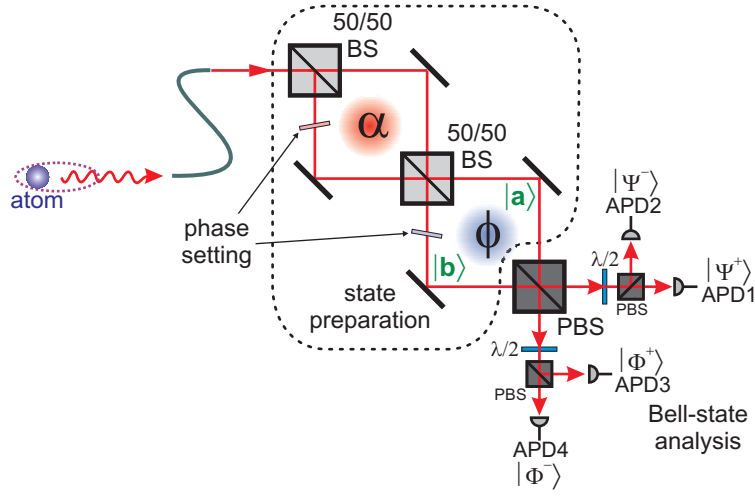 50/50
BS
α
50/50
BS
atom
phase
setting
|a⟩
ϕ
|b⟩
state
preparation
|Ψ⁻⟩
APD2
λ/2
|Ψ⁺⟩
APD1
PBS
PBS
λ/2
|Φ⁺⟩
APD3
PBS
Bell-state
analysis
APD4
|Φ⁻⟩